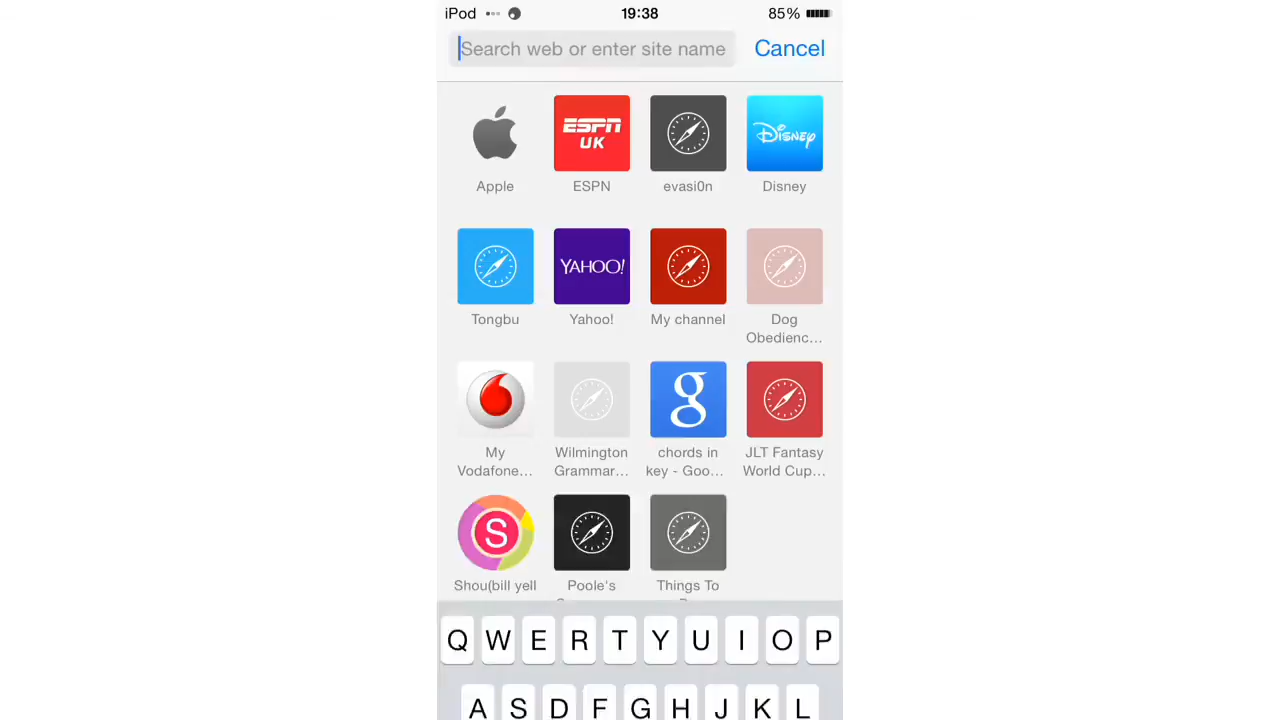 iPod 19:38 85%
Search web or enter site name Cancel
ESPN
UK
Disney
Apple ESPN evasi0n Disney
YAHOO!
Tongbu Yahoo! My channel Dog
Obedienc...
g
My Wilmington chords in JLT Fantasy
Vodafone... Grammar... key - Goo... World Cup...
S
Shou(bill yell Poole's Things To
Q W E R T Y U I O P
A S D F G H J K L